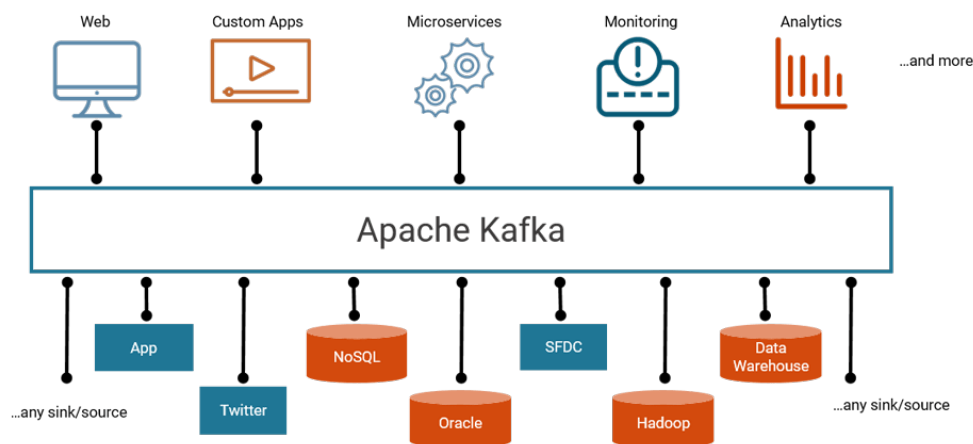 Web
Custom Apps
Microservices
Monitoring
Analytics
...and more
Apache Kafka
App
NoSQL
SFDC
Data
Warehouse
...any sink/source
Twitter
Oracle
Hadoop
...any sink/source